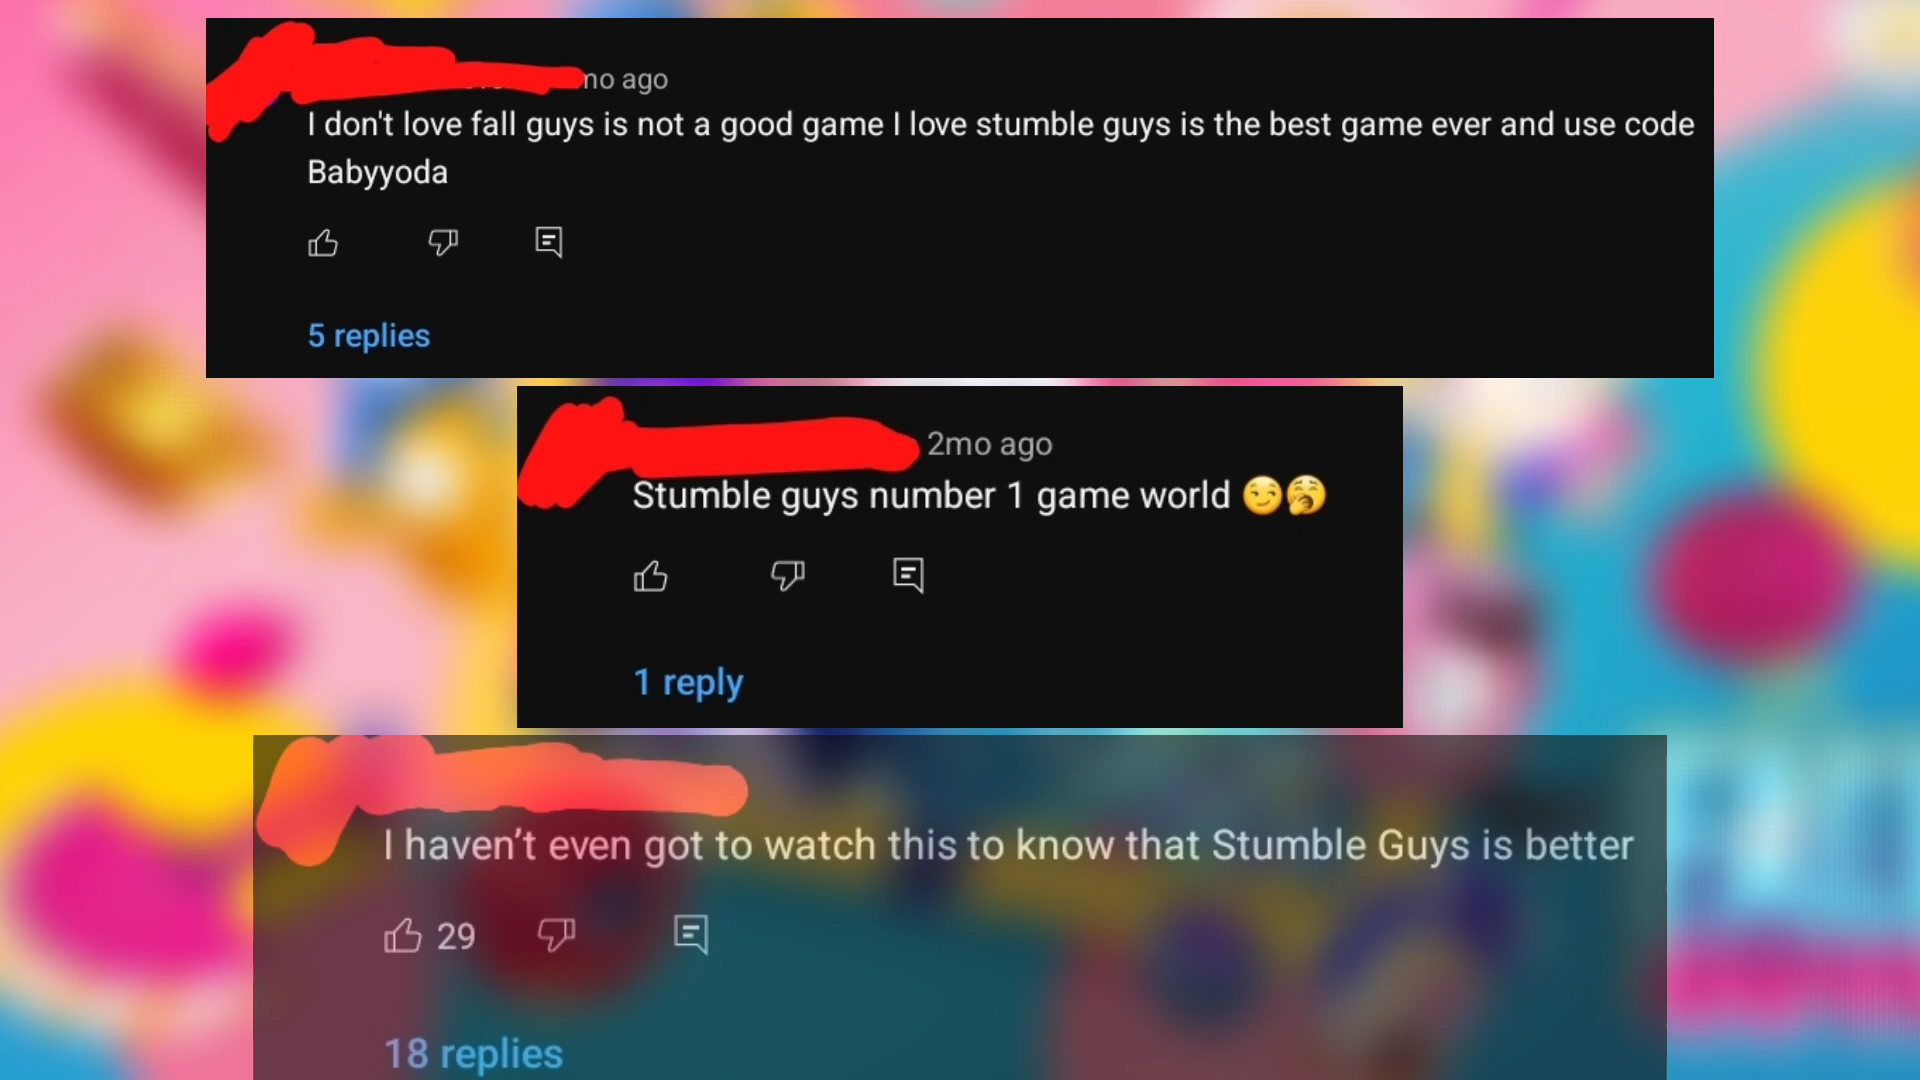 mo ago
I don't love fall guys is not a good game I love stumble guys is the best game ever and use code
Babyyoda
5 replies
2mo ago
Stumble guys number 1 game world 😏🥱
1 reply
I haven’t even got to watch this to know that Stumble Guys is better
29
18 replies